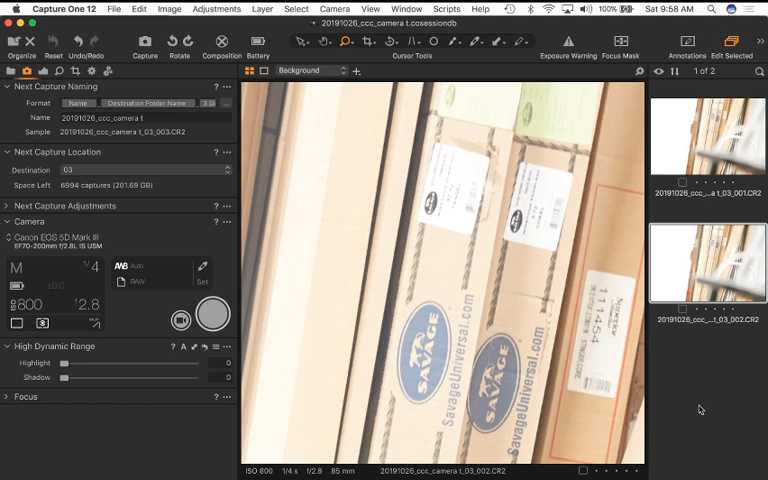 Capture One 12 File Edit Image Adjustments Layer Select Camera View Window Scripts Help 100% Sat 9:58 AM
20191026_ccc_camera t.cosessiondb
Organize Reset Undo/Redo Capture Rotate Composition Battery Cursor Tools Exposure Warning Focus Mask Annotations Edit Selected
Background
1 of 2
Next Capture Naming ? ...
Format Name Destination Folder Name 3 Di ...
Name 20191026_ccc_camera t
Sample 20191026_ccc_camera t_03_003.CR2
Next Capture Location ? ...
Destination 03
Space Left 6994 captures (201.69 GB)
Next Capture Adjustments ? ...
Camera ? ...
Canon EOS 5D Mark III
EF70-200mm f/2.8L IS USM
M 1/4 AWB Auto
±0.0 RAW Set
ISO 800 f 2.8
High Dynamic Range ? A
Highlight 0
Shadow 0
Focus ? ...
SAVAGE
SavageUniversal.com
SAVAGE
SavageUniversal.com
Superior
111454
20191026_ccc_...a t_03_001.CR2
20191026_ccc_...t_03_002.CR2
ISO 800 1/4 s f/2.8 85 mm 20191026_ccc_camera t_03_002.CR2